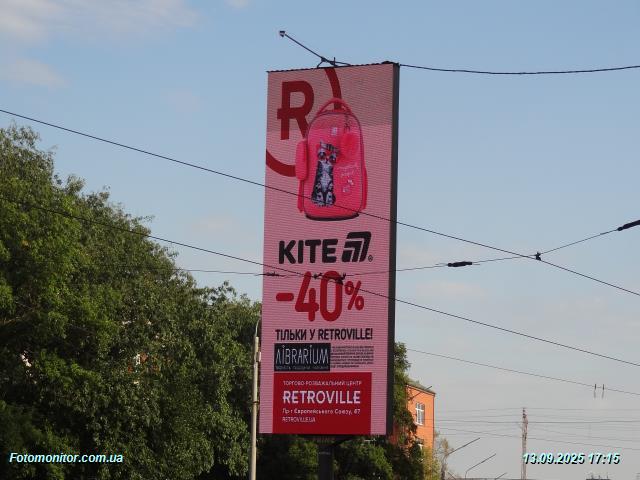 R
KITE
-40%
ТІЛЬКИ У RETROVILLE!
ЛІBRARIUM
ТОРГОВО-РОЗВАЖАЛЬНИЙ ЦЕНТР
RETROVILLE
Пр-т Європейського Союзу, 47
RETROVILLE.UA
Fotomonitor.com.ua
13.09.2025 17:15